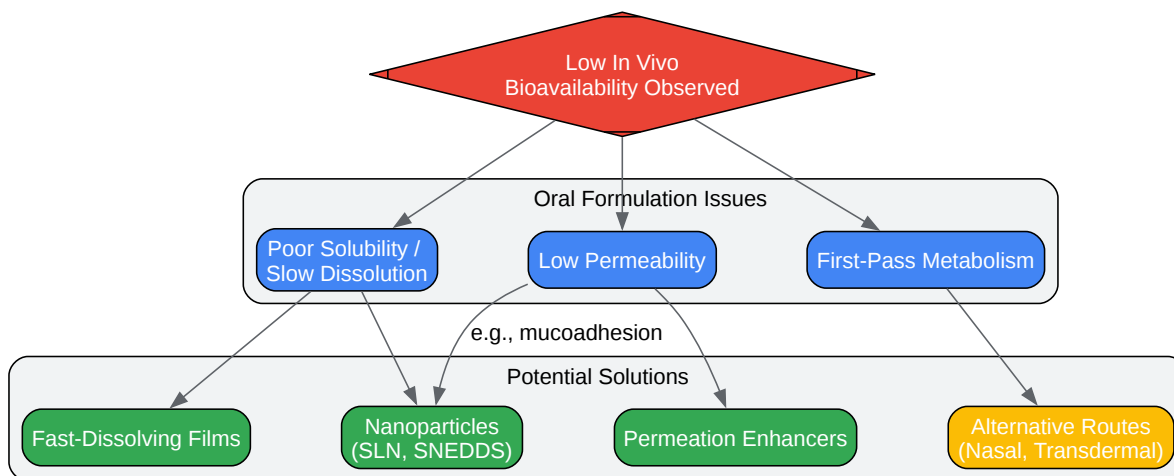 Low In Vivo
Bioavailability Observed
Oral Formulation Issues
Poor Solubility /
Slow Dissolution
Low Permeability
First-Pass Metabolism
e.g., mucoadhesion
Potential Solutions
Fast-Dissolving Films
Nanoparticles
(SLN, SNEDDS)
Permeation Enhancers
Alternative Routes
(Nasal, Transdermal)